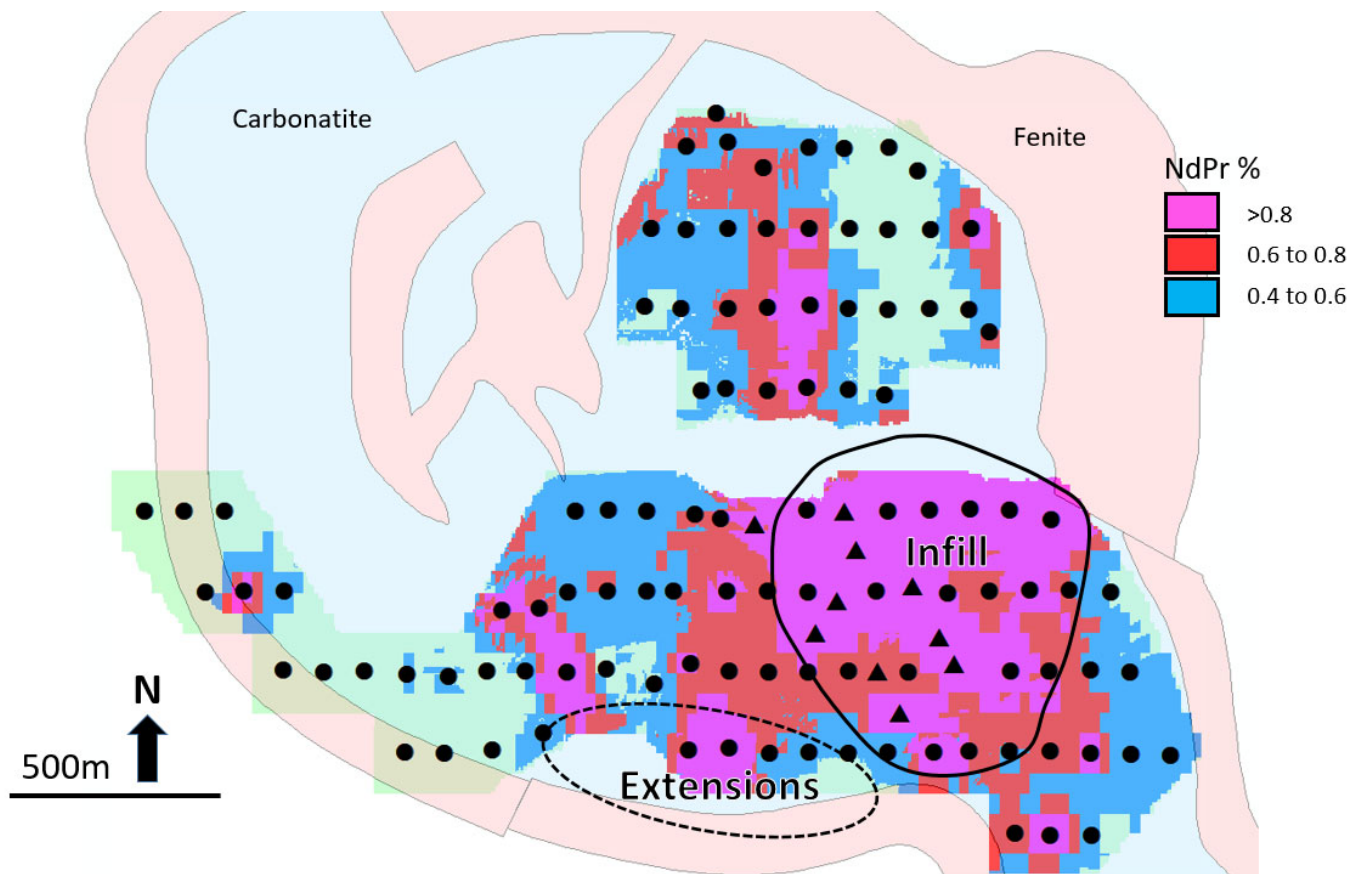 Carbonatite
Fenite
NdPr %
>0.8
0.6 to 0.8
0.4 to 0.6
Infill
N
500m
Extensions